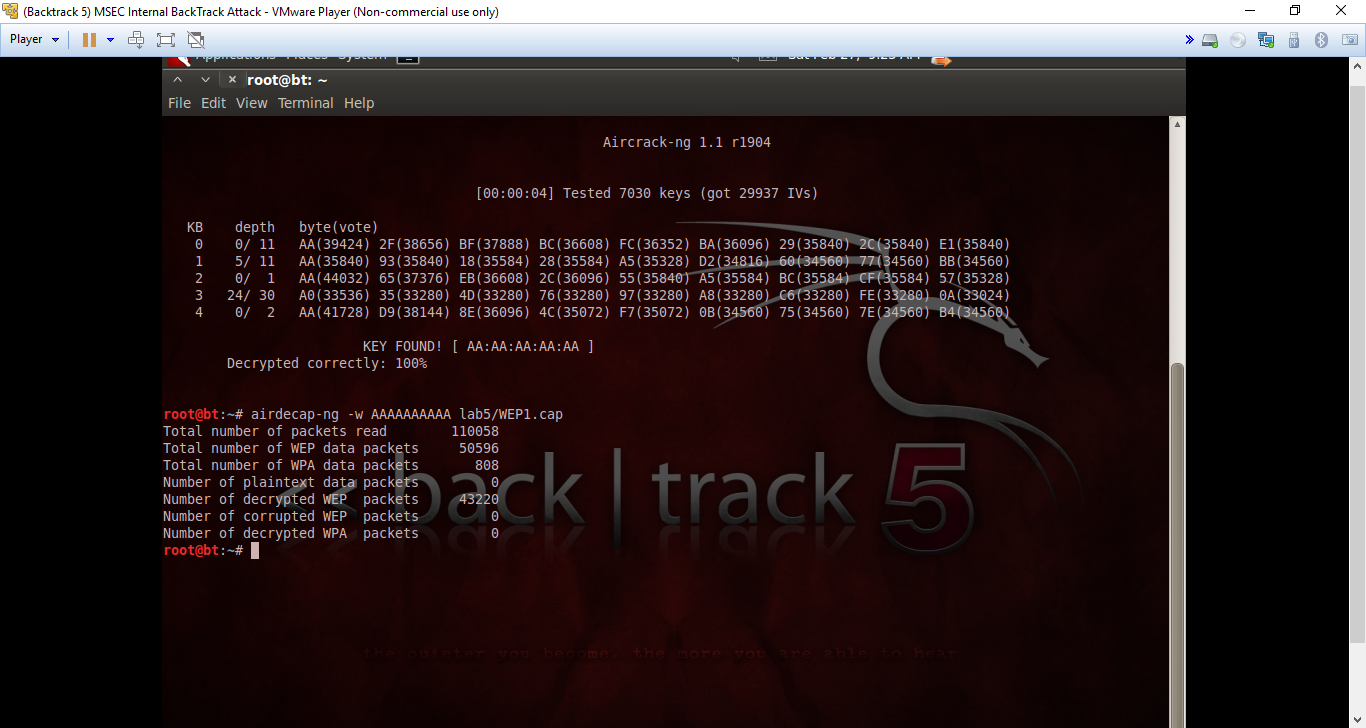 (Backtrack 5) MSEC Internal BackTrack Attack - VMware Player (Non-commercial use only)
Player
Applications Places System
Sat Feb 27,
root@bt: ~
File Edit View Terminal Help
Aircrack-ng 1.1 r1904
[00:00:04] Tested 7030 keys (got 29937 IVs)
KB depth byte(vote)
0 0/ 11 AA(39424) 2F(38656) BF(37888) BC(36608) FC(36352) BA(36096) 29(35840) 2C(35840) E1(35840)
1 5/ 11 AA(35840) 93(35840) 18(35584) 28(35584) A5(35328) D2(34816) 60(34560) 77(34560) BB(34560)
2 0/ 1 AA(44032) 65(37376) EB(36608) 2C(36096) 55(35840) A5(35584) BC(35584) CF(35584) 57(35328)
3 24/ 30 A0(33536) 35(33280) 4D(33280) 76(33280) 97(33280) A8(33280) C6(33280) FE(33280) 0A(33024)
4 0/ 2 AA(41728) D9(38144) 8E(36096) 4C(35072) F7(35072) 0B(34560) 75(34560) 7E(34560) B4(34560)
KEY FOUND! [ AA:AA:AA:AA:AA ]
Decrypted correctly: 100%
root@bt:~# airdecap-ng -w AAAAAAAAAA lab5/WEP1.cap
Total number of packets read 110058
Total number of WEP data packets 50596
Total number of WPA data packets 808
Number of plaintext data packets 0
Number of decrypted WEP packets 43220
Number of corrupted WEP packets 0
Number of decrypted WPA packets 0
root@bt:~#
<< back | track 5
the quieter you become, the more you are able to hear